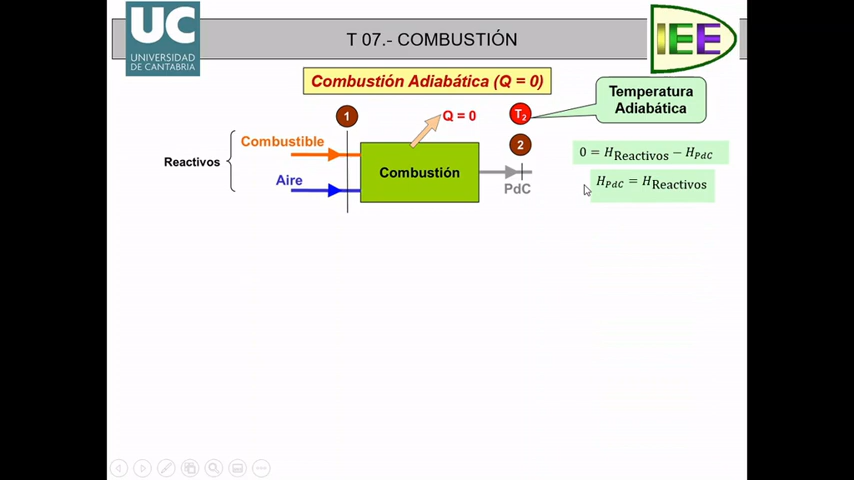 UC
UNIVERSIDAD
DE CANTABRIA
T 07.- COMBUSTIÓN
IEE
Combustión Adiabática (Q = 0)
Temperatura
Adiabática
1
Q = 0
T₂
Combustible
2
Reactivos
Aire
Combustión
PdC
0 = H_Reactivos − H_PdC
H_PdC = H_Reactivos